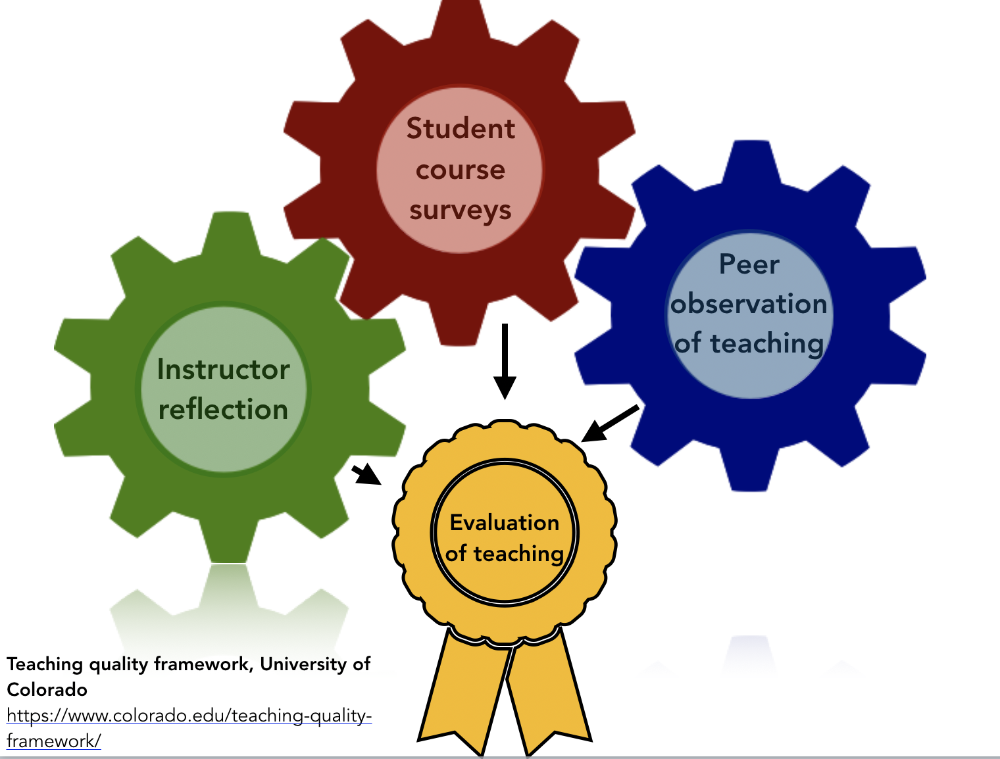 Student
course
surveys
Peer
observation
of teaching
Instructor
reflection
Evaluation
of teaching
Teaching quality framework, University of
Colorado
https://www.colorado.edu/teaching-quality-
framework/